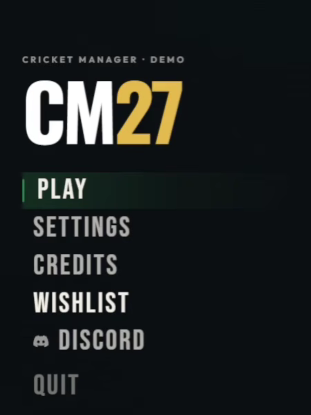 CRICKET MANAGER · DEMO
CM27
PLAY
SETTINGS
CREDITS
WISHLIST
DISCORD
QUIT